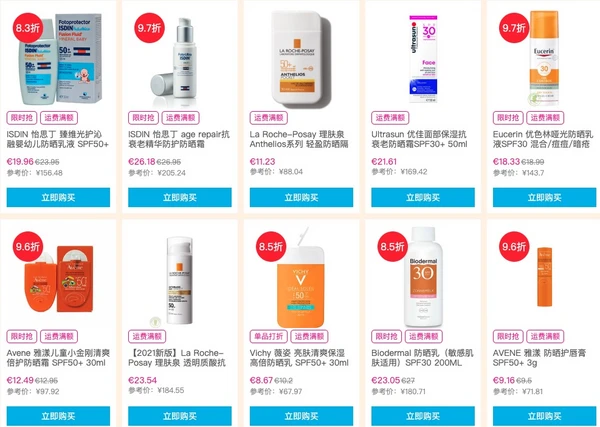 8.3折
Fotoprotector
ISDIN
Fusion Fluid
MINERAL BABY
50+
限时抢 运费满额
ISDIN 怡思丁 臻维光护沁
融婴幼儿防晒乳液 SPF50+
€19.96 €23.95
参考价：¥156.48
立即购买
9.7折
ISDIN
限时抢 运费满额
ISDIN 怡思丁 age repair抗
衰老精华防护防晒霜
€26.18 €26.95
参考价：¥205.24
立即购买
LA ROCHE-POSAY
50+
ANTHELIOS
限时抢 运费满额
La Roche-Posay 理肤泉
Anthelios系列 轻盈防晒隔
€11.23
参考价：¥88.04
立即购买
ultrasun
30
Face
限时抢 运费满额
Ultrasun 优佳面部保湿抗
衰老防晒霜SPF30+ 50ml
€21.61
参考价：¥169.42
立即购买
9.7折
Eucerin
30
限时抢 运费满额
Eucerin 优色林哑光防晒乳
液SPF30 混合/痘痘/暗疮
€18.33 €18.99
参考价：¥143.7
立即购买
9.6折
限时抢 运费满额
Avene 雅漾儿童小金刚清爽
倍护防晒霜 SPF50+ 30ml
€12.49 €12.95
参考价：¥97.92
立即购买
限时抢 运费满额
【2021新版】La Roche-
Posay 理肤泉 透明质酸抗
€23.54
参考价：¥184.55
立即购买
8.5折
VICHY
50
单品打折 运费满额
Vichy 薇姿 亮肤清爽保湿
高倍防晒乳 SPF50+ 30ml
€8.67 €10.2
参考价：¥67.97
立即购买
8.5折
Biodermal
30
限时抢 运费满额
Biodermal 防晒乳（敏感肌
肤适用）SPF30 200ML
€23.05 €27
参考价：¥180.71
立即购买
9.6折
限时抢 运费满额
AVENE 雅漾 防晒护唇膏
SPF50+ 3g
€9.16 €9.5
参考价：¥71.81
立即购买